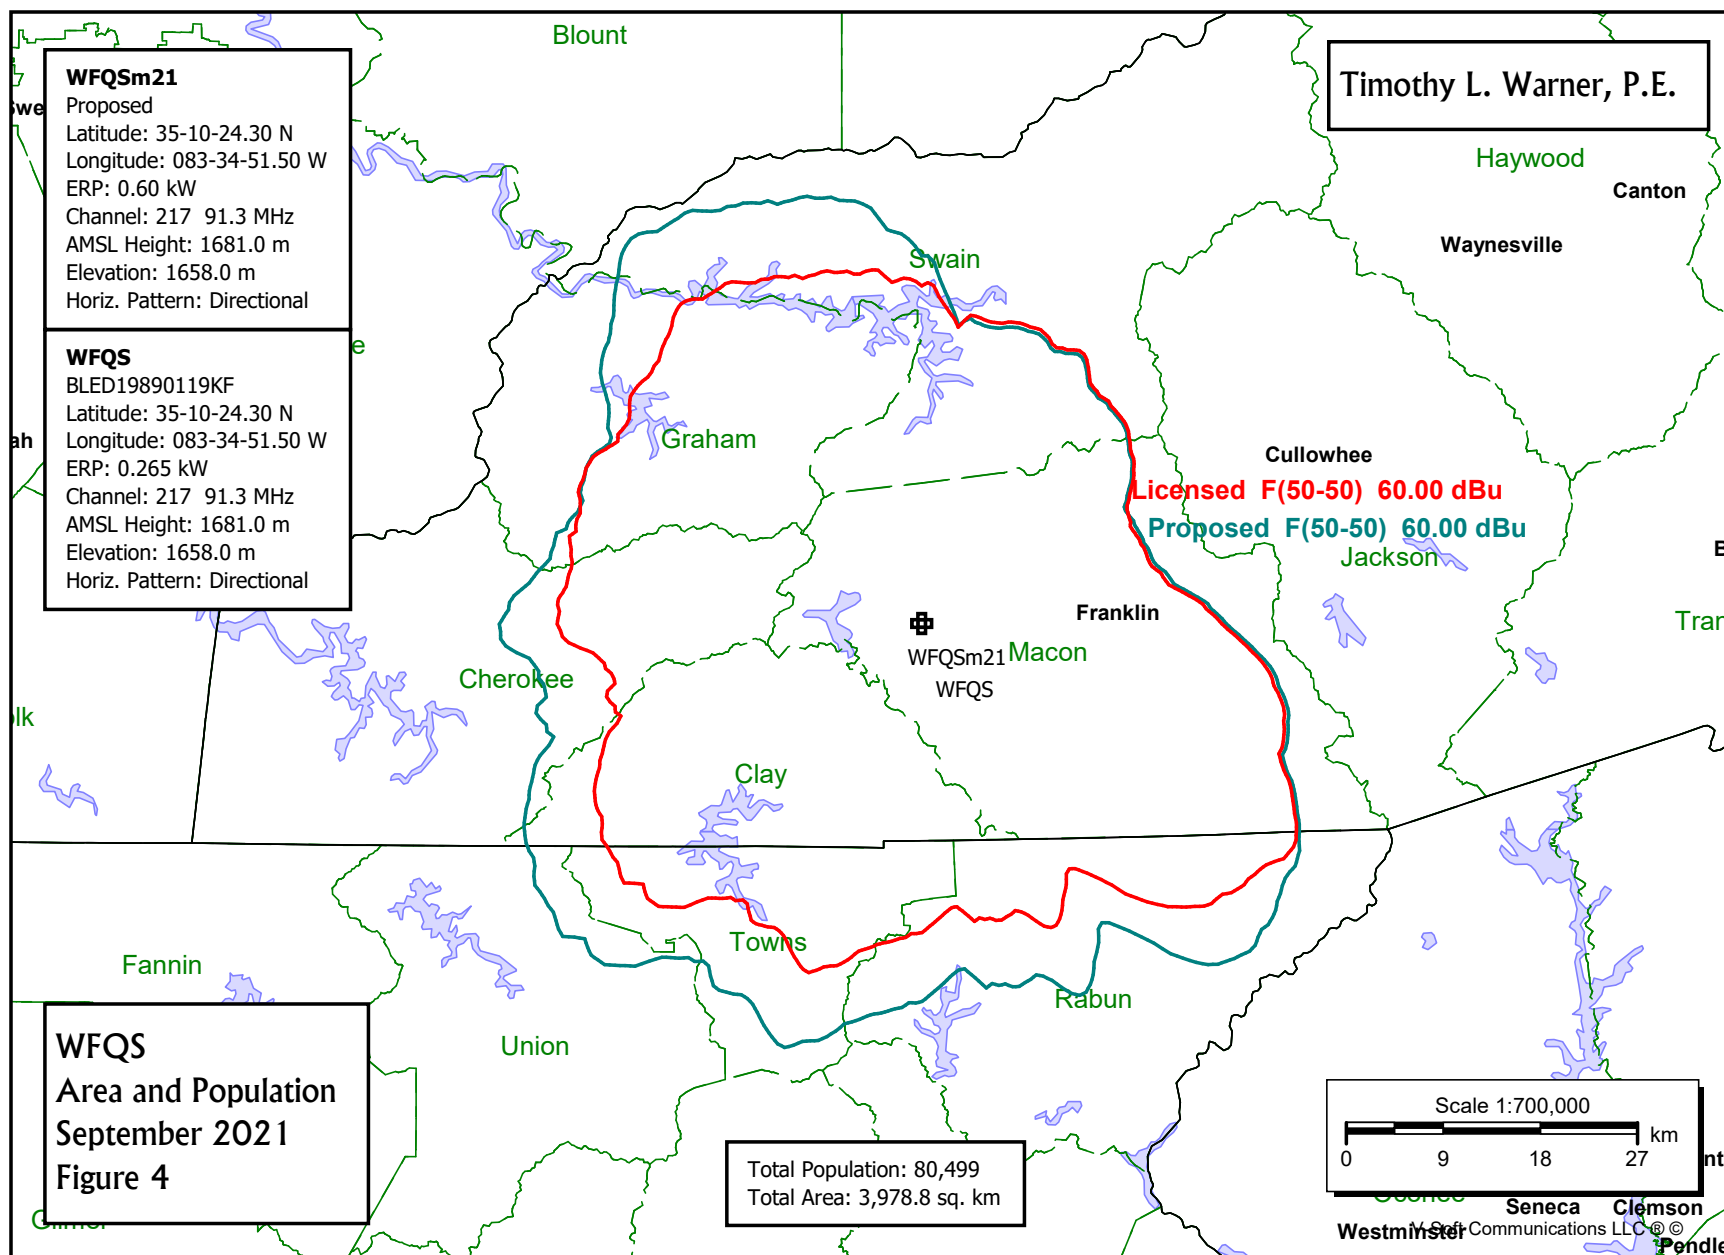 Blount
WFQSm21
Proposed
Latitude: 35-10-24.30 N
Longitude: 083-34-51.50 W
ERP: 0.60 kW
Channel: 217  91.3 MHz
AMSL Height: 1681.0 m
Elevation: 1658.0 m
Horiz. Pattern: Directional
WFQS
BLED19890119KF
Latitude: 35-10-24.30 N
Longitude: 083-34-51.50 W
ERP: 0.265 kW
Channel: 217  91.3 MHz
AMSL Height: 1681.0 m
Elevation: 1658.0 m
Horiz. Pattern: Directional
Timothy L. Warner, P.E.
Haywood
Canton
Waynesville
Swain
Graham
Cullowhee
Licensed  F(50-50)  60.00 dBu
Proposed  F(50-50)  60.00 dBu
Jackson
Franklin
Macon
WFQSm21
WFQS
Cherokee
Clay
Towns
Fannin
Rabun
Union
WFQS
Area and Population
September 2021
Figure 4
Total Population: 80,499
Total Area: 3,978.8 sq. km
Scale 1:700,000
km
0 9 18 27
Seneca
Clemson
Westminster
V-Soft Communications LLC ® ©